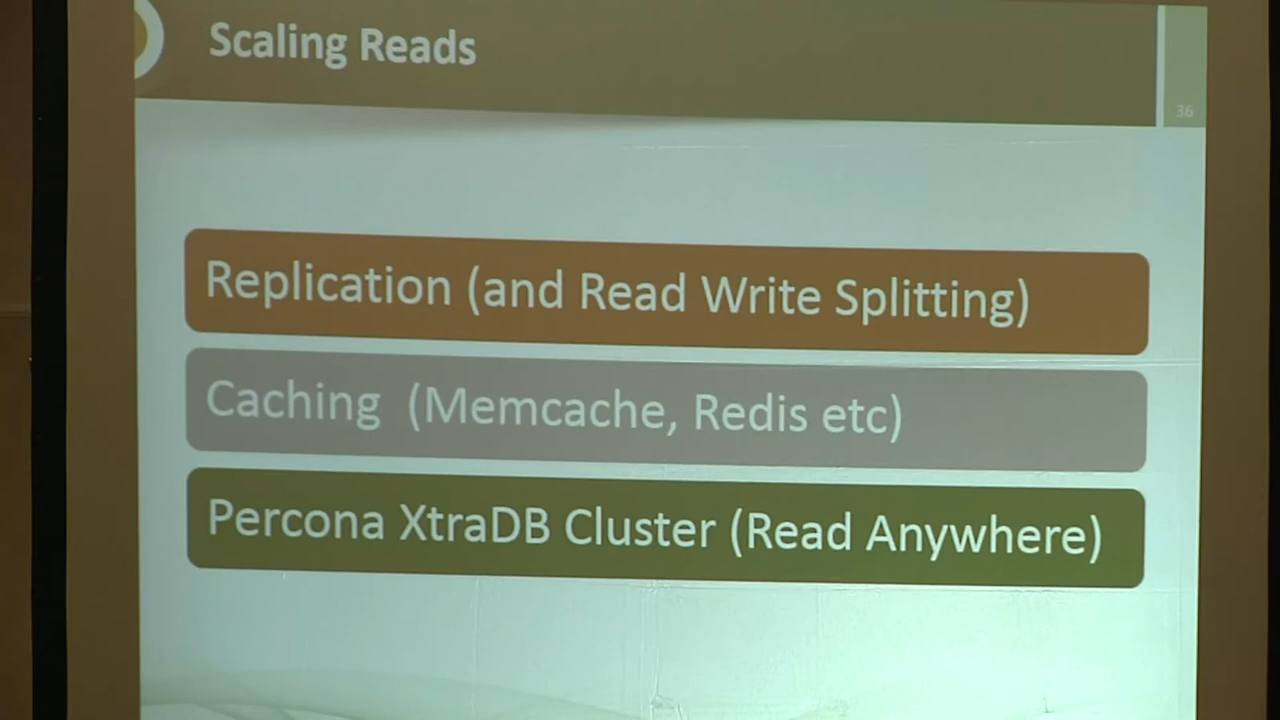 Scaling Reads
36
Replication (and Read Write Splitting)
Caching (Memcache, Redis etc)
Percona XtraDB Cluster (Read Anywhere)